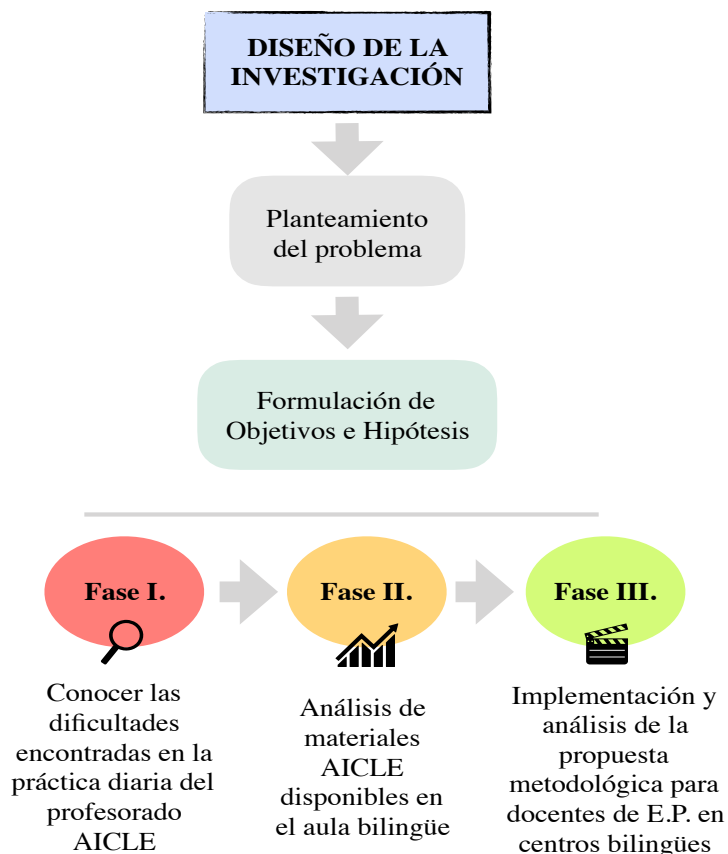 DISEÑO DE LA
INVESTIGACIÓN
Planteamiento
del problema
Formulación de
Objetivos e Hipótesis
Fase I.
Fase II.
Fase III.
Conocer las
dificultades
encontradas en la
práctica diaria del
profesorado
AICLE
Análisis de
materiales
AICLE
disponibles en
el aula bilingüe
Implementación y
análisis de la
propuesta
metodológica para
docentes de E.P. en
centros bilingües